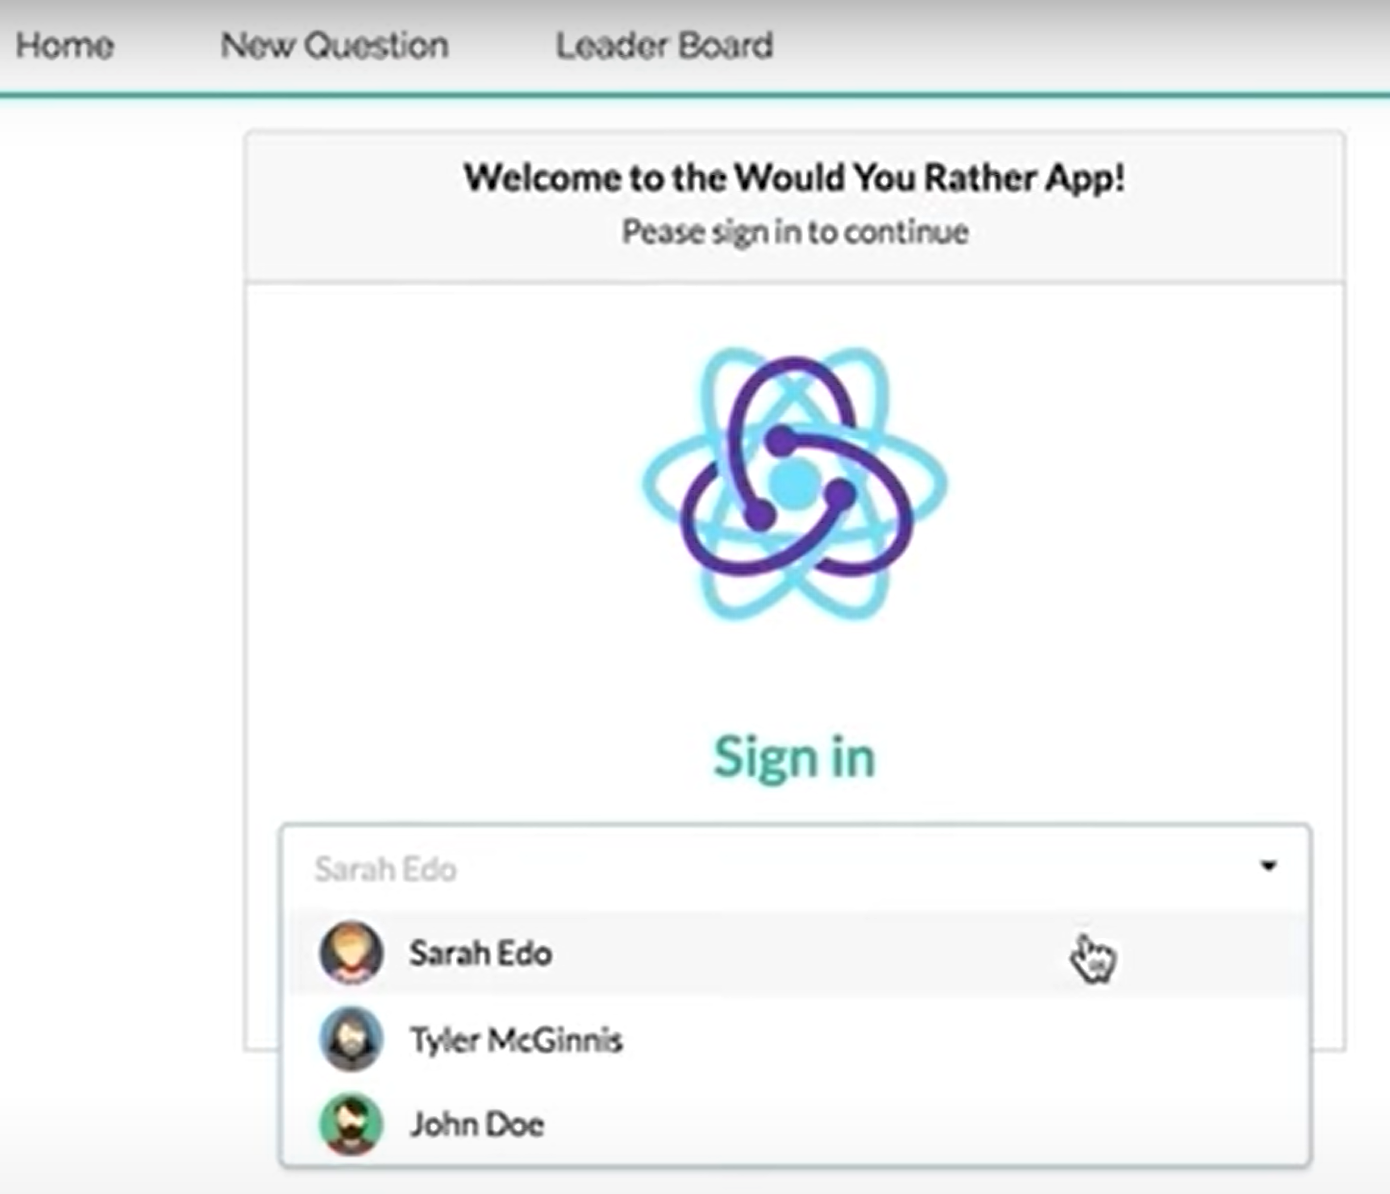 Home New Question Leader Board
Welcome to the Would You Rather App!
Pease sign in to continue
Sign in
Sarah Edo
Sarah Edo
Tyler McGinnis
John Doe